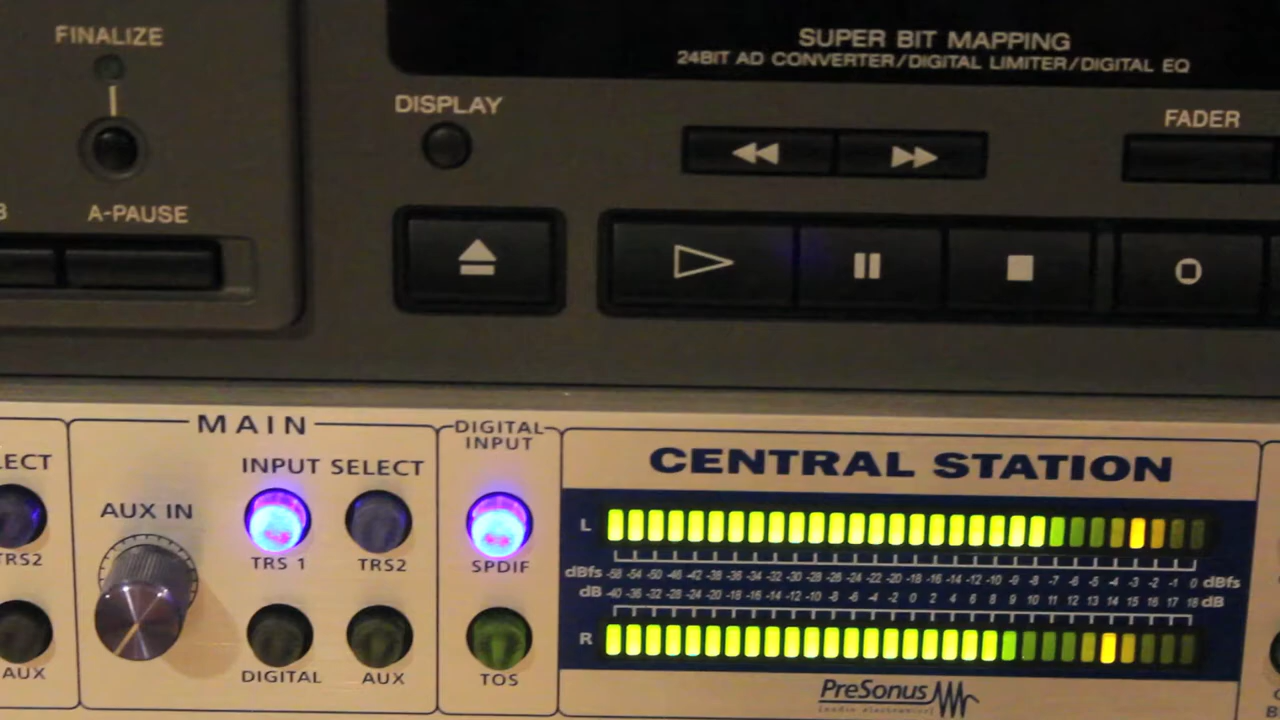 FINALIZE
SUPER BIT MAPPING
24BIT AD CONVERTER/DIGITAL LIMITER/DIGITAL EQ
DISPLAY
FADER
A-PAUSE
MAIN
DIGITAL
INPUT
LECT
INPUT SELECT
CENTRAL STATION
AUX IN
L
TRS2
TRS 1
TRS2
SPDIF
dBfs -58 -54 -50 -46 -42 -38 -36 -34 -32 -30 -28 -26 -24 -22 -20 -18 -16 -14 -12 -10 -9 -8 -7 -6 -5 -4 -3 -2 -1 0 dBfs
dB -40 -36 -32 -28 -24 -20 -18 -16 -14 -12 -10 -8 -6 -4 -2 0 2 4 6 8 9 10 11 12 13 14 15 16 17 18 dB
R
AUX
DIGITAL
AUX
TOS
PreSonus
[audio electronics]